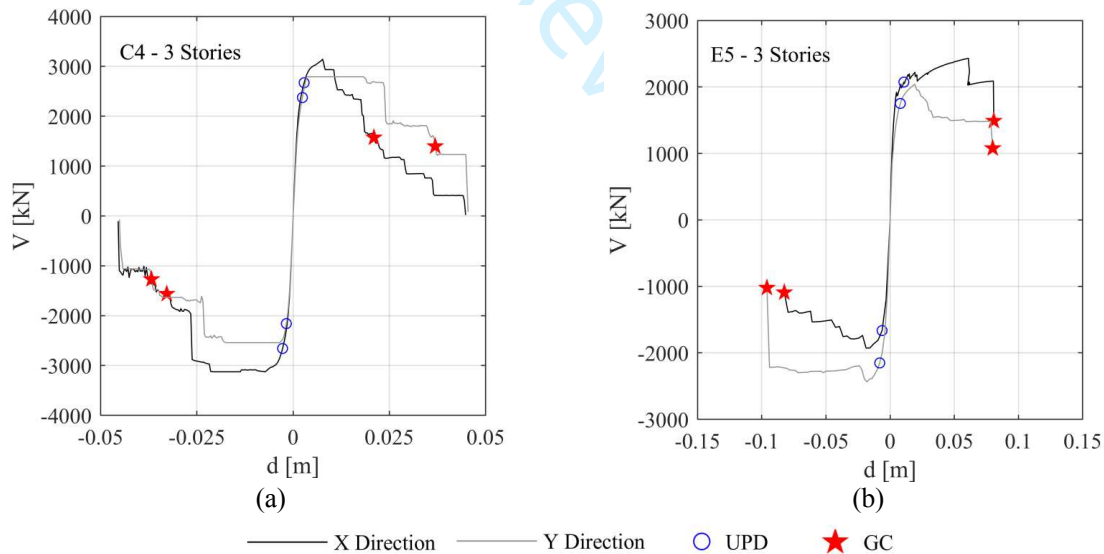 C4 - 3 Stories
V [kN]
4000
3000
2000
1000
0
-1000
-2000
-3000
-4000
-0.05
-0.025
0
0.025
0.05
d [m]
(a)
E5 - 3 Stories
V [kN]
3000
2000
1000
0
-1000
-2000
-3000
-0.15
-0.1
-0.05
0
0.05
0.1
0.15
d [m]
(b)
X Direction
Y Direction
UPD
GC